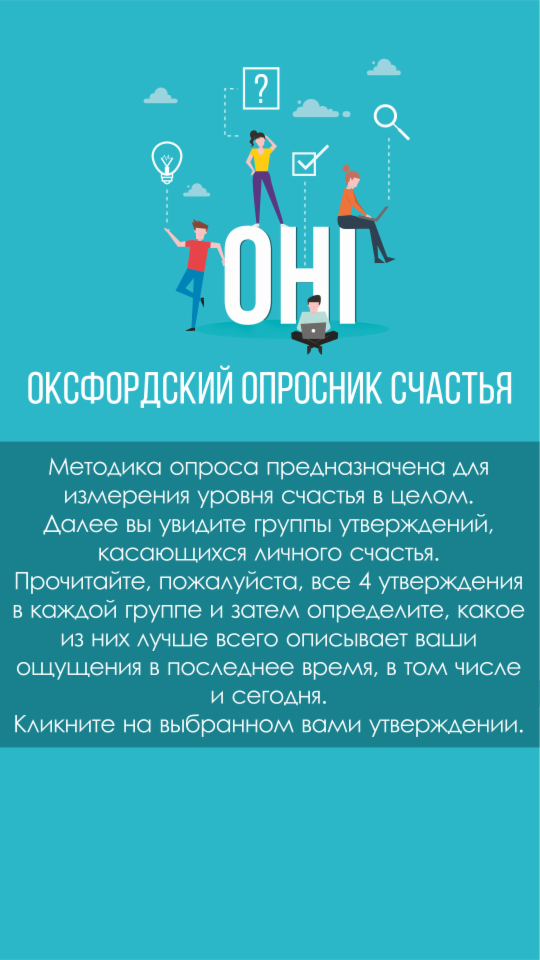 ?
OHI
ОКСФОРДСКИЙ ОПРОСНИК СЧАСТЬЯ
Методика опроса предназначена для
измерения уровня счастья в целом.
Далее вы увидите группы утверждений,
касающихся личного счастья.
Прочитайте, пожалуйста, все 4 утверждения
в каждой группе и затем определите, какое
из них лучше всего описывает ваши
ощущения в последнее время, в том числе
и сегодня.
Кликните на выбранном вами утверждении.